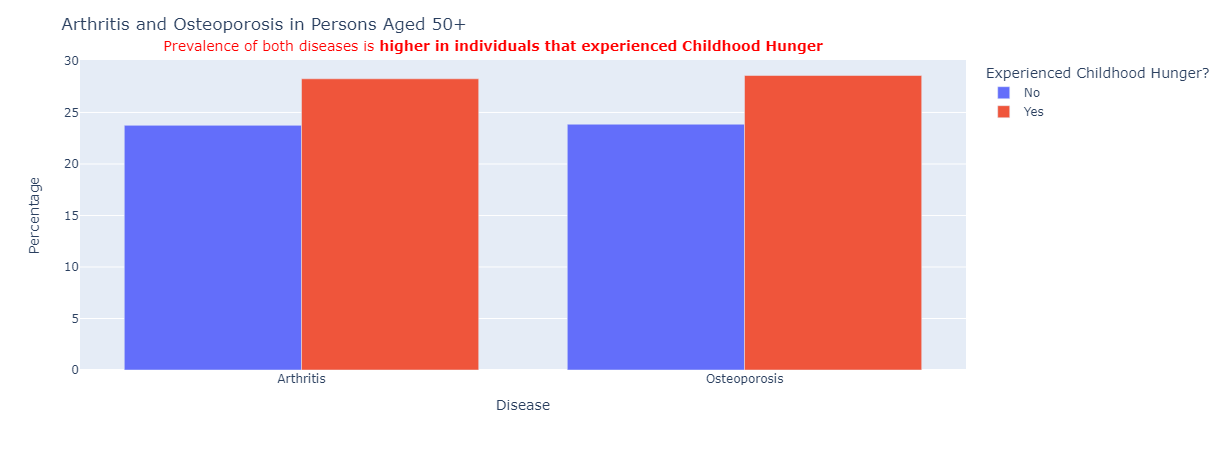 Arthritis and Osteoporosis in Persons Aged 50+
Prevalence of both diseases is higher in individuals that experienced Childhood Hunger
30
25
20
15
10
5
0
Percentage
Arthritis
Osteoporosis
Disease
Experienced Childhood Hunger?
No
Yes